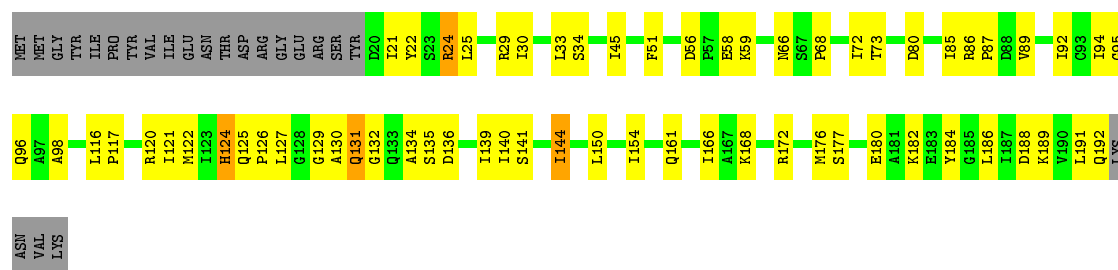 MET MET GLY TYR ILE PRO TYR VAL ILE GLU ASN THR ASP ARG GLY GLU ARG SER TYR D20 I21 Y22 S23 R24 L25 R29 I30 L33 S34 I45 F51 D56 P57 E58 K59 N66 S67 P68 I72 T73 D80 I85 R86 P87 D88 V89 I92 C93 I94 C95
Q96 A97 A98 L116 P117 R120 I121 M122 I123 H124 Q125 P126 L127 G128 G129 A130 Q131 G132 Q133 A134 S135 D136 I139 I140 S141 I144 L150 I154 Q161 I166 A167 K168 R172 M176 S177 E180 A181 K182 E183 Y184 G185 L186 I187 D188 K189 V190 L191 Q192 LYS
ASN VAL LYS